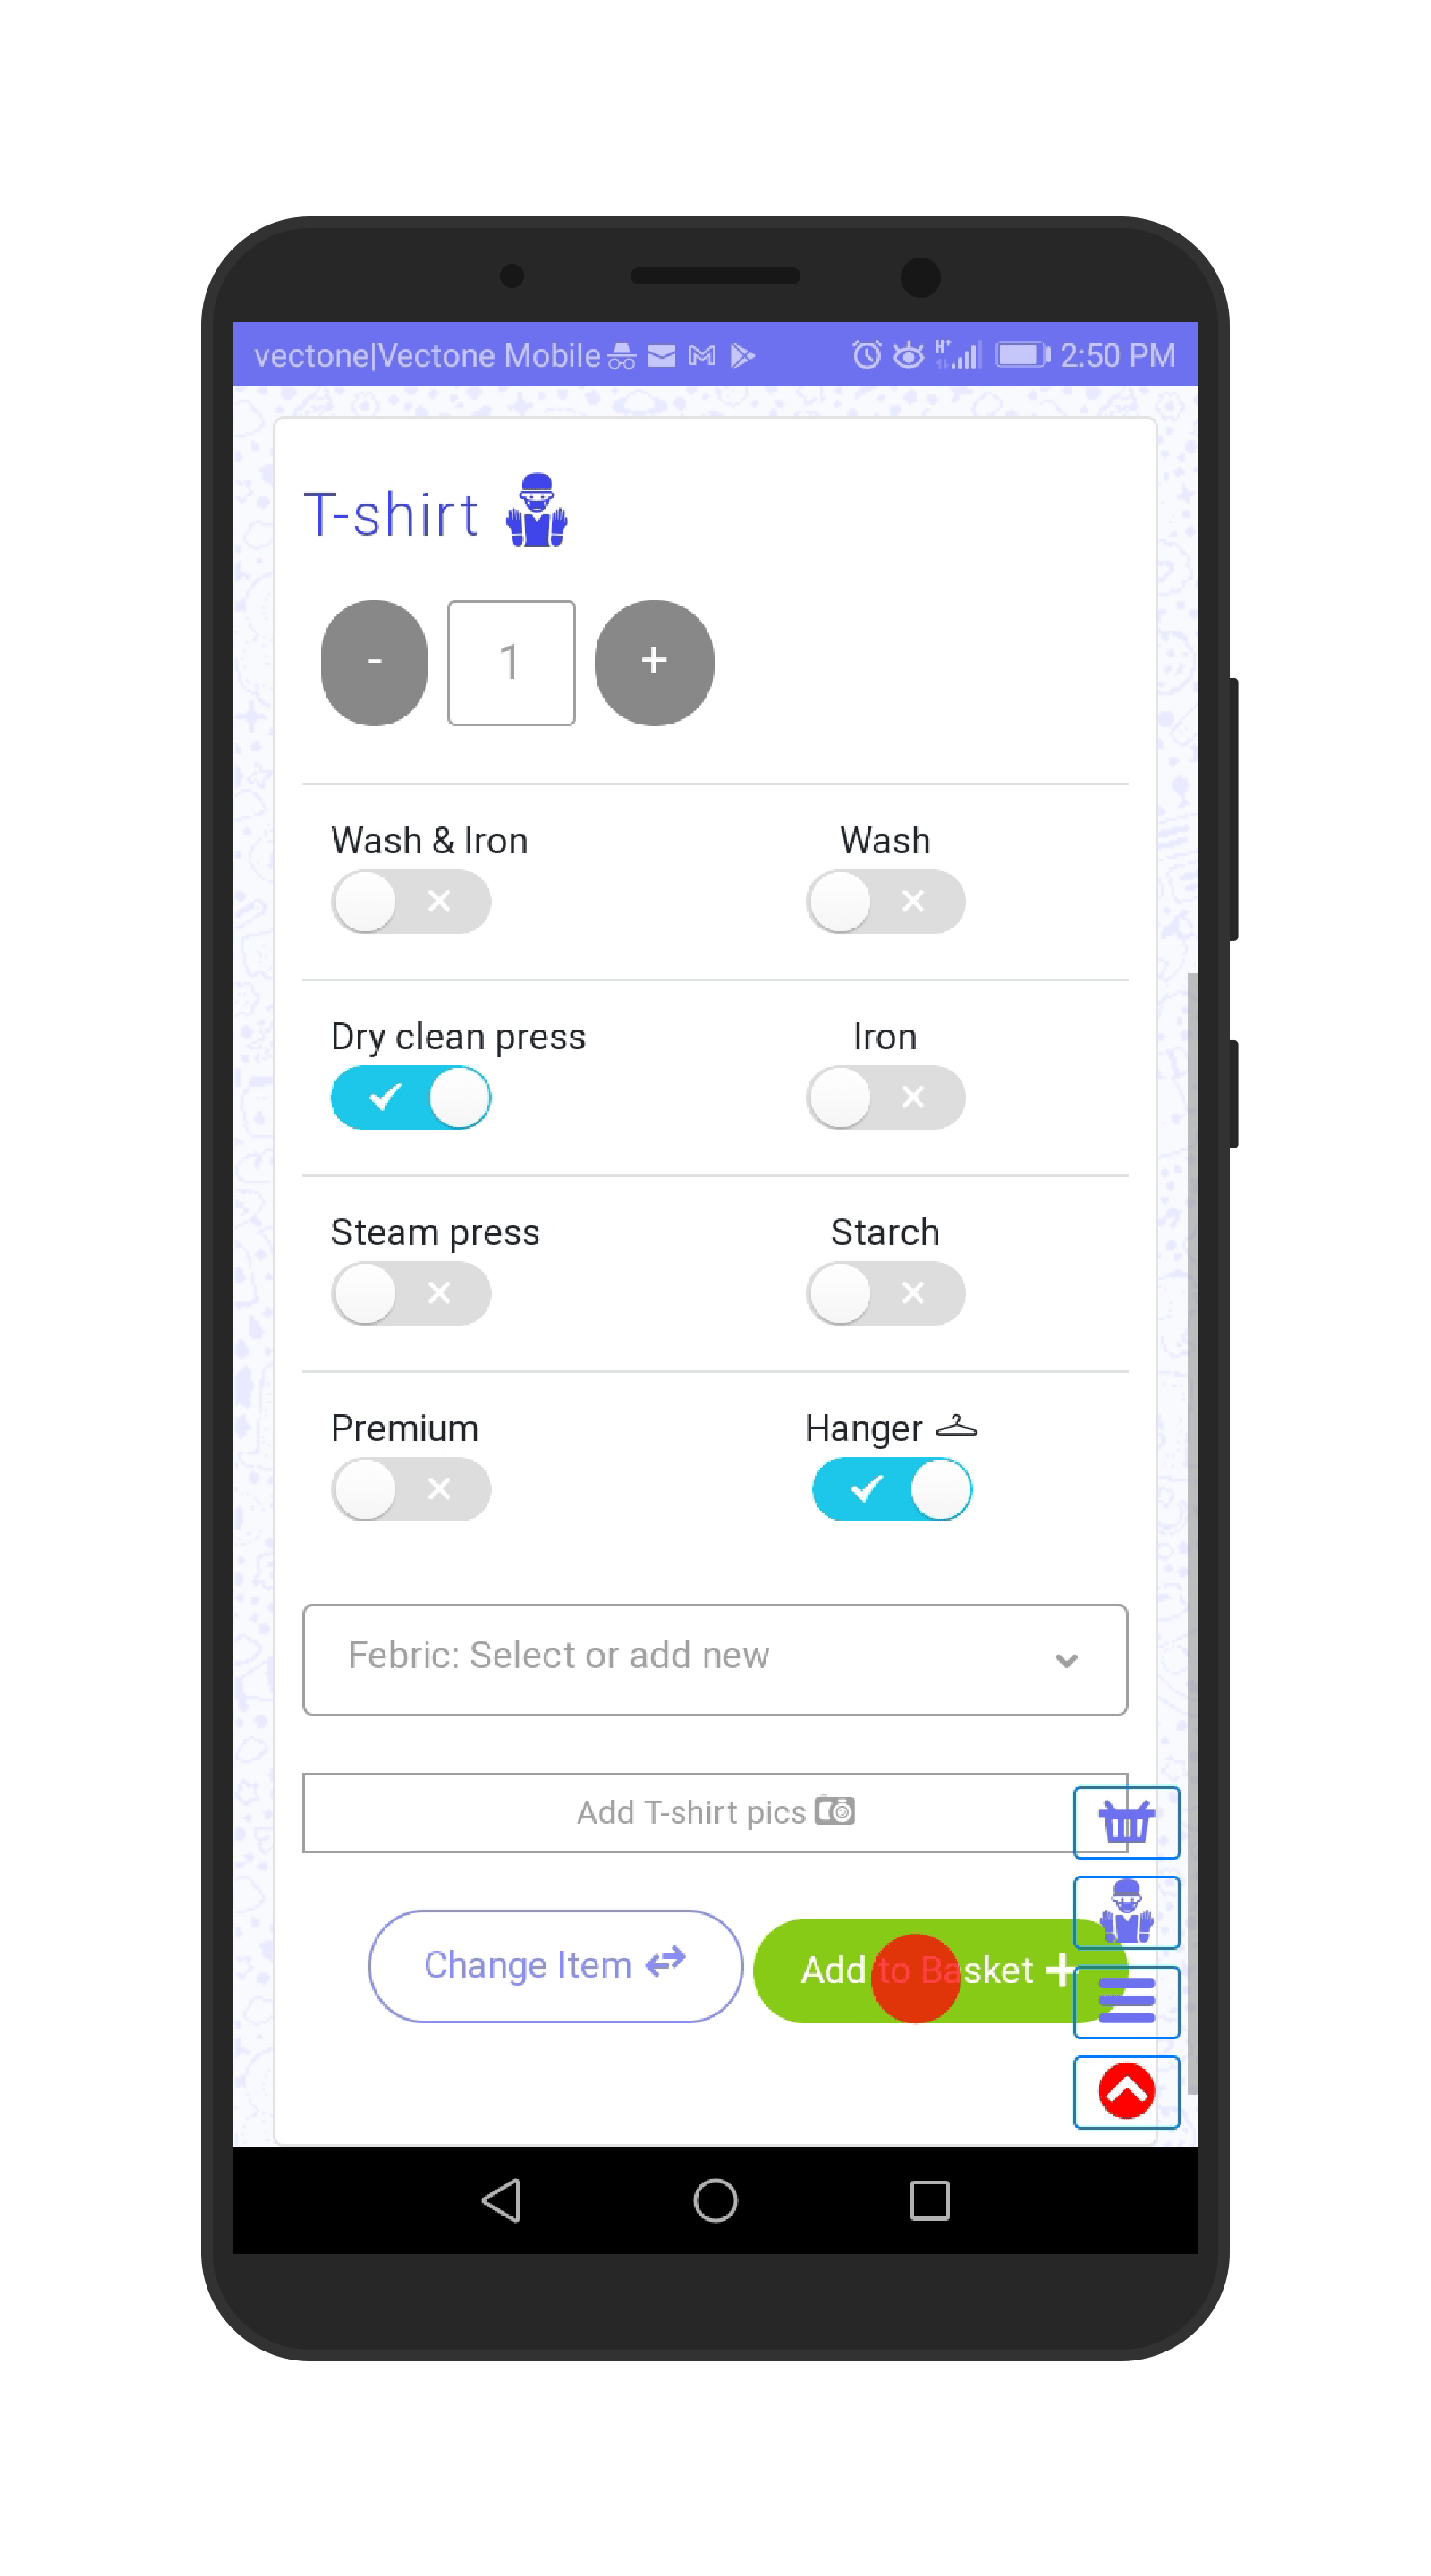 vectone|Vectone Mobile H+ 2:50 PM
T-shirt
- 1 +
Wash & Iron Wash
Dry clean press Iron
Steam press Starch
Premium Hanger
Febric: Select or add new
Add T-shirt pics
Change Item Add to Basket +